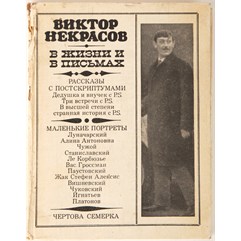 ВИКТОР
НЕКРАСОВ
В ЖИЗНИ И
В ПИСЬМАХ
РАССКАЗЫ
С ПОСТСКРИПТУМАМИ
Дедушка и внучек с P.S.
Три встречи с P.S.
В высшей степени
странная история с P.S.
МАЛЕНЬКИЕ ПОРТРЕТЫ
Луначарский
Алина Антоновна
Чужой
Станиславский
Ле Корбюзье
Вас Гроссман
Паустовский
Жан Стефен Алексис
Вишневский
Чуковский
Игнатьев
Платонов
ЧЕРТОВА СЕМЕРКА